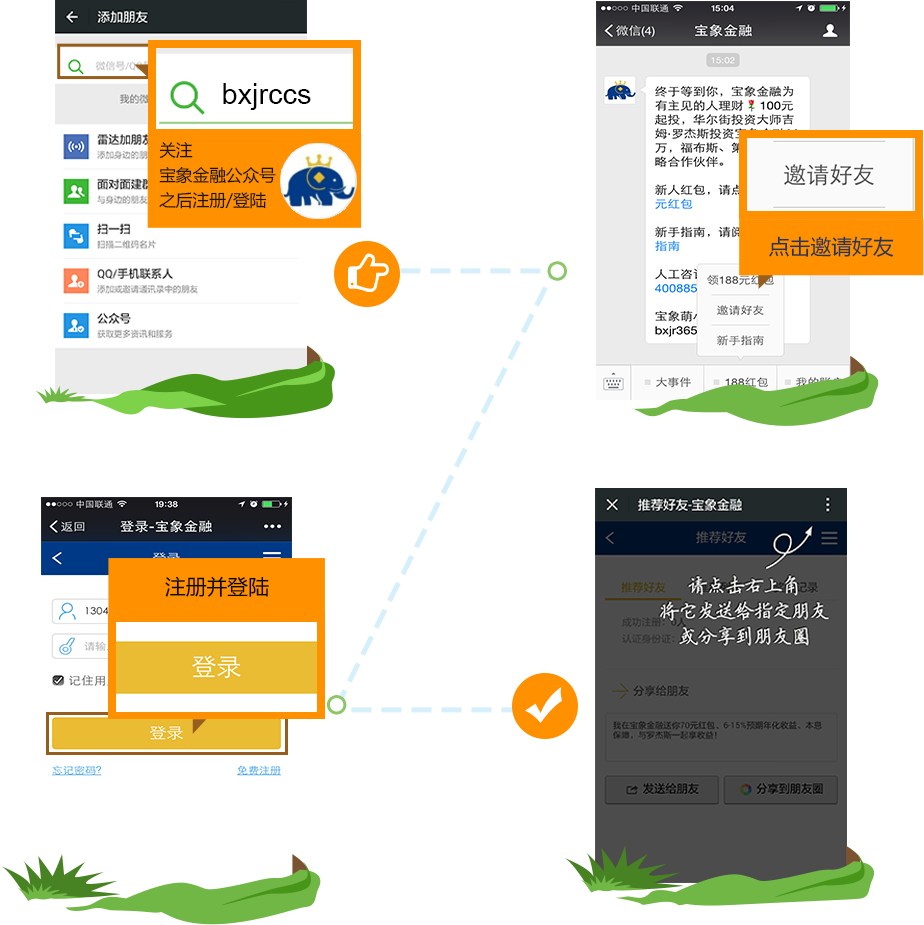 添加朋友
微信号/Q
我的微
bxjrccs
关注
宝象金融公众号
之后注册/登陆
雷达加朋友
添加身边的朋
面对面建群
与身边的朋友
扫一扫
扫描二维码名片
QQ/手机联系人
添加或邀请通讯录中的朋友
公众号
获取更多资讯和服务
中国联通
15:04
微信(4)
宝象金融
15:02
终于等到你，宝象金融为
有主见的人理财🌹100元
起投，华尔街投资大师吉
姆·罗杰斯投资宝
万，福布斯、第
略合作伙伴。
新人红包，请点
元红包
新手指南，请阅
指南
人工咨
400885
宝象萌小
bxjr365
邀请好友
点击邀请好友
领188元红包
邀请好友
新手指南
大事件
188红包
我的账户
中国联通
19:38
返回
登录-宝象金融
登录
1304
请输
记住用
注册并登陆
登录
登录
忘记密码?
免费注册
推荐好友-宝象金融
推荐好友
推荐好友
记录
成功注册：0人
认证身份证：
请点击右上角
将它发送给指定朋友
或分享到朋友圈
分享给朋友
我在宝象金融送你70元红包、6-15%预期年化收益、本息
保障，与罗杰斯一起享收益！
发送给朋友
分享到朋友圈